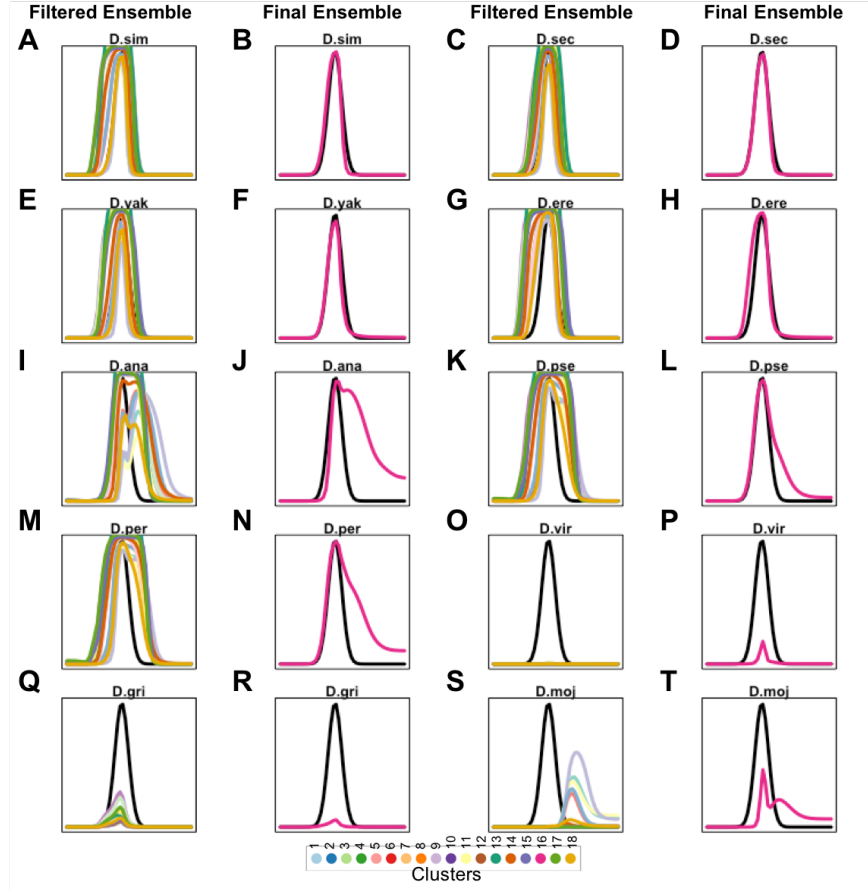 Filtered Ensemble Final Ensemble Filtered Ensemble Final Ensemble
A D.sim B D.sim C D.sec D D.sec
E D.yak F D.yak G D.ere H D.ere
I D.ana J D.ana K D.pse L D.pse
M D.per N D.per O D.vir P D.vir
Q D.gri R D.gri S D.moj T D.moj
1 2 3 4 5 6 7 8 9 10 11 12 13 14 15 16 17 18
Clusters